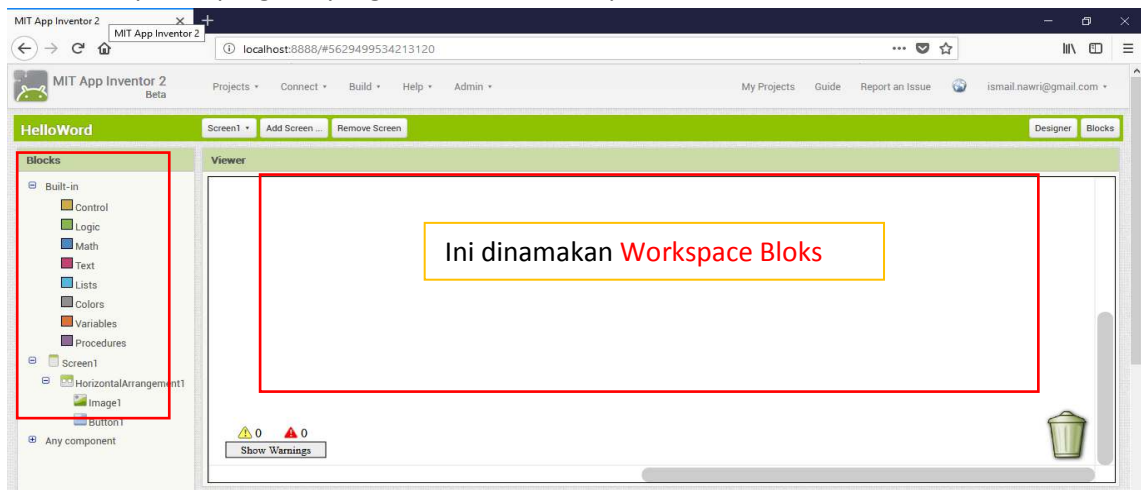 MIT App Inventor 2
MIT App Inventor 2
localhost:8888/#5629499534213120
MIT App Inventor 2
Beta
Projects Connect Build Help Admin My Projects Guide Report an Issue ismail.nawri@gmail.com
HelloWord Screen1 Add Screen ... Remove Screen Designer Blocks
Blocks Viewer
Built-in
Control
Logic
Math
Text
Lists
Colors
Variables
Procedures
Screen1
HorizontalArrangement1
Image1
Button1
Any component
Ini dinamakan Workspace Bloks
0 0
Show Warnings